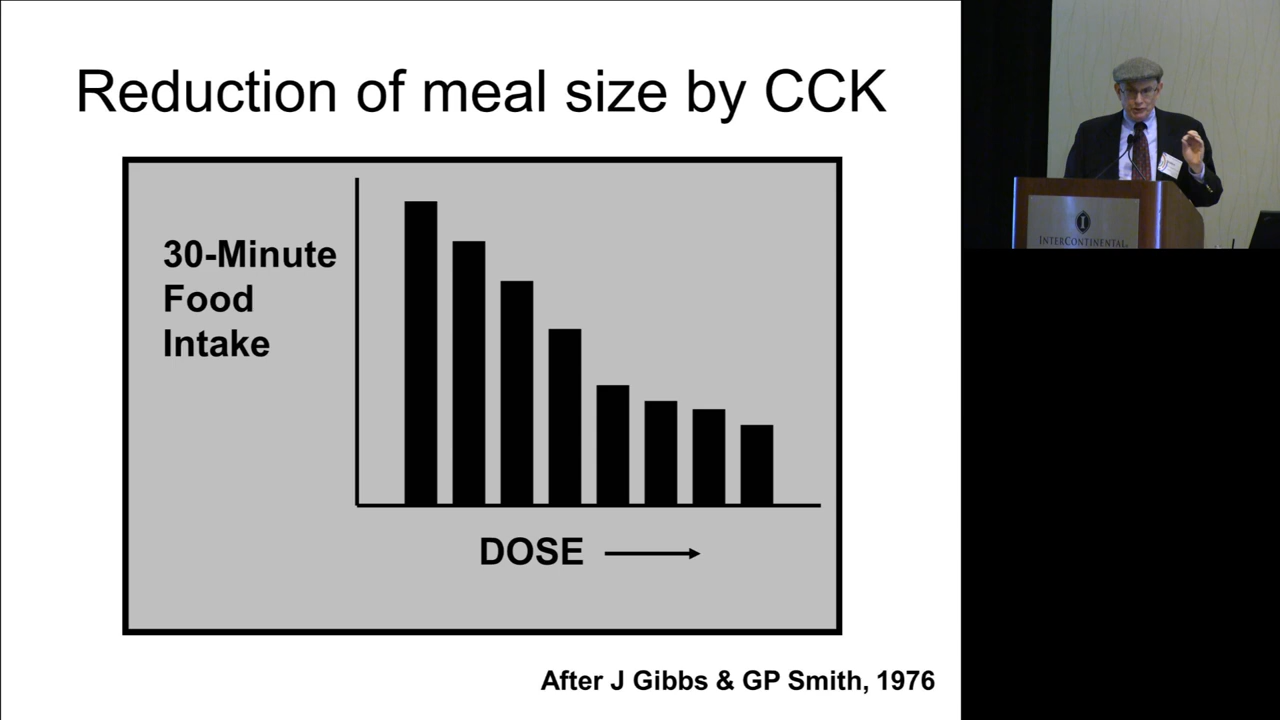 Reduction of meal size by CCK
30-Minute
Food
Intake
DOSE
After J Gibbs & GP Smith, 1976
INTERCONTINENTAL